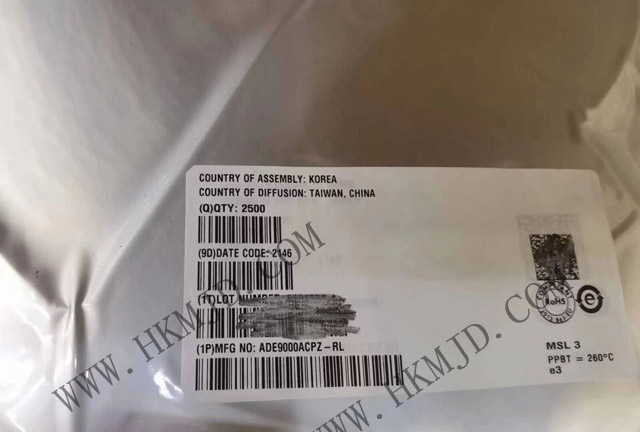 COUNTRY OF ASSEMBLY: KOREA
COUNTRY OF DIFFUSION: TAIWAN, CHINA
(Q)QTY: 2500
(9D)DATE CODE: 2146
(1T)LOT NUMBER
(1P)MFG NO: ADE9000ACPZ-RL
RoHS
e
MSL 3
PPBT = 260°C
e3
WWW.HKMJD.COM
WWW.HKMJD.COM